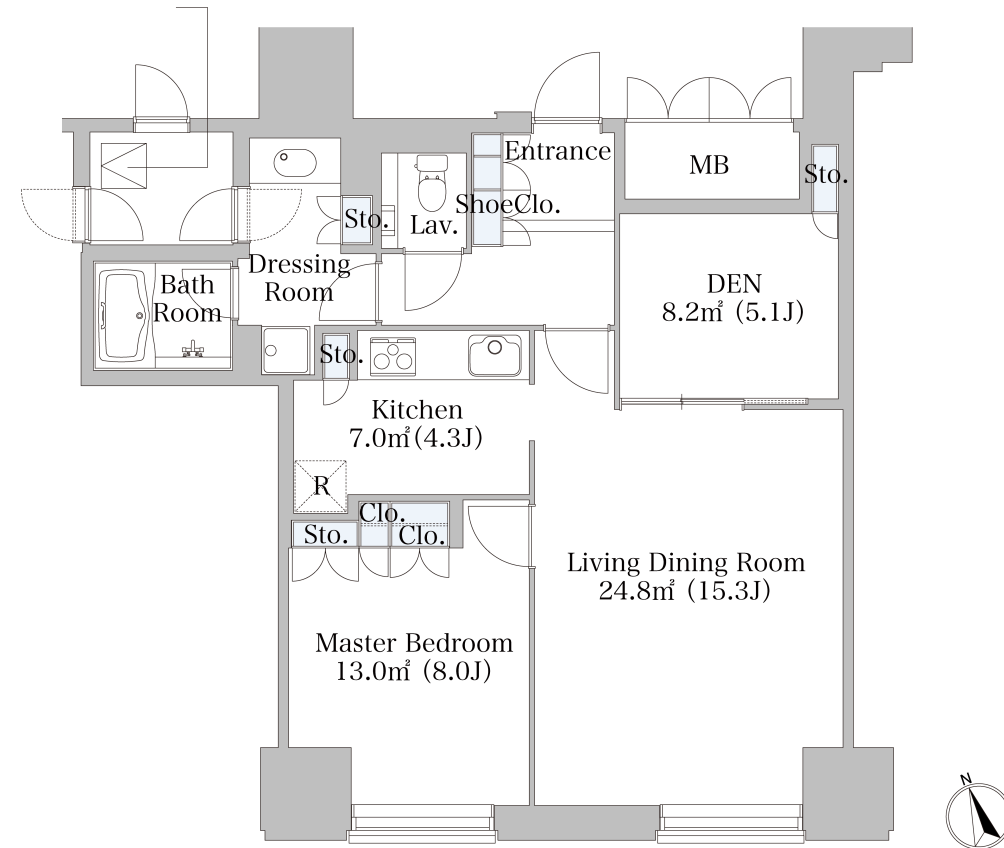 Entrance
MB
Sto.
ShoeClo.
Sto.
Lav.
Dressing
Room
Bath
Room
DEN
8.2㎡ (5.1J)
Sto.
Kitchen
7.0㎡(4.3J)
R
Clo.
Sto.
Clo.
Living Dining Room
24.8㎡ (15.3J)
Master Bedroom
13.0㎡ (8.0J)
N